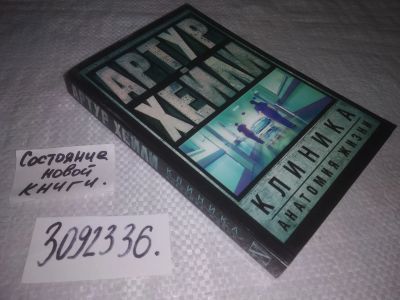 АРТУР
ХЕЙЛИ
КЛИНИКА
АНАТОМИЯ ЖИЗНИ
АРТУР ХЕЙЛИ КЛИНИКА
Состояние
новой
книги.
3092336.